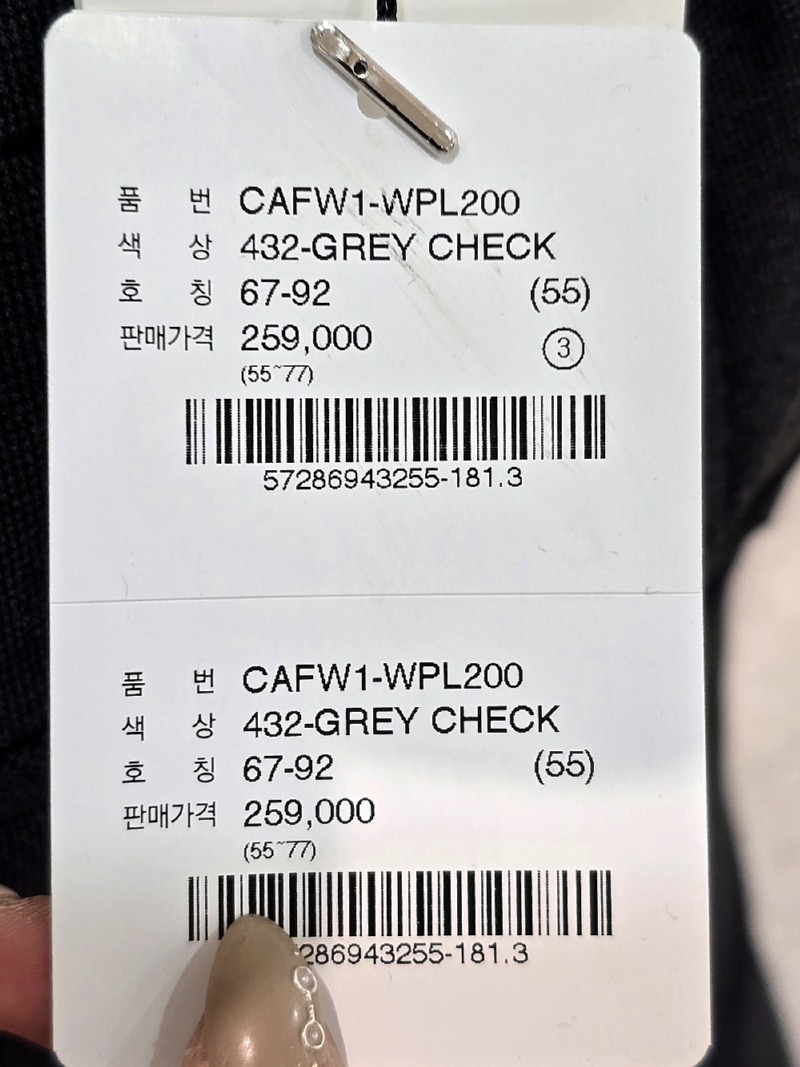 품 번 CAFW1-WPL200
색 상 432-GREY CHECK
호 칭 67-92 (55)
판매가격 259,000 ③
(55~77)
57286943255-181.3
품 번 CAFW1-WPL200
색 상 432-GREY CHECK
호 칭 67-92 (55)
판매가격 259,000
(55~77)
286943255-181.3